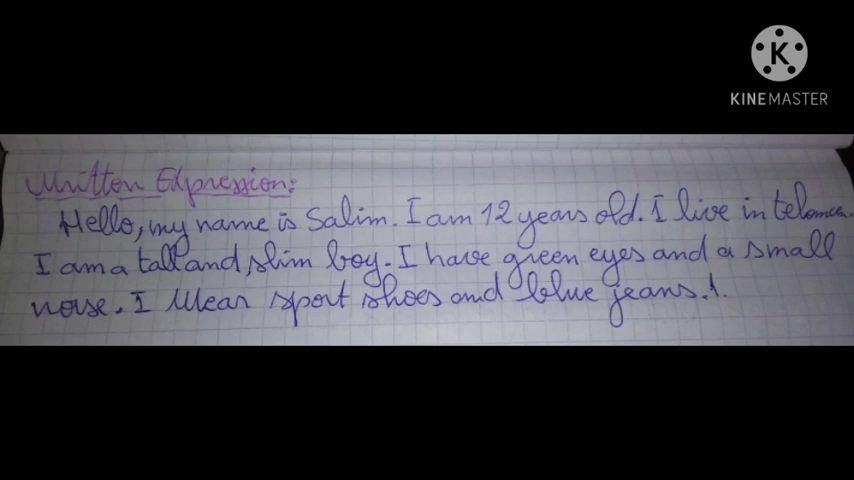 KINEMASTER
Written Expression:
Hello, my name is Salim. I am 12 years old. I live in
I am a tall and slim boy. I have green eyes and a small
nose. I wear sport shoes and blue jeans.